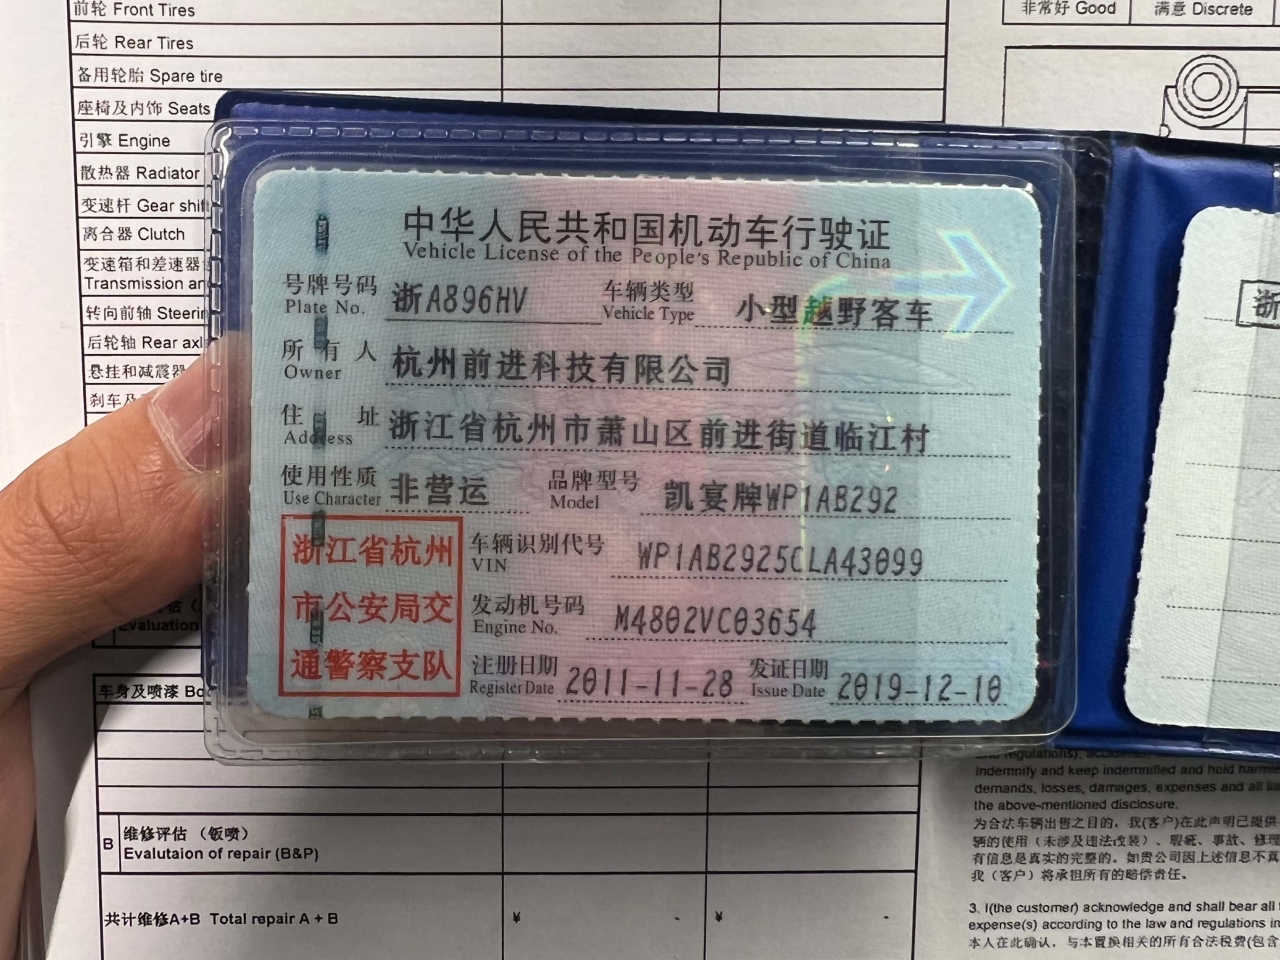 前轮 Front Tires
后轮 Rear Tires
备用轮胎 Spare tire
座椅及内饰 Seats
引擎 Engine
散热器 Radiator
变速杆 Gear shift
离合器 Clutch
变速箱和差速器
Transmission an
转向前轴 Steerin
后轮轴 Rear axl
悬挂和减震器
刹车及
非常好 Good 满意 Discrete
中华人民共和国机动车行驶证
Vehicle License of the People's Republic of China
号牌号码 浙A896HV 车辆类型 小型越野客车
Plate No. Vehicle Type
所有人 杭州前进科技有限公司
Owner
住址 浙江省杭州市萧山区前进街道临江村
Address
使用性质 非营运 品牌型号 凯宴牌WP1AB292
Use Character Model
浙江省杭州
市公安局交
通警察支队
车辆识别代号 WP1AB2925CLA43099
VIN
发动机号码 M4802VC03654
Engine No.
注册日期 2011-11-28 发证日期 2019-12-10
Register Date Issue Date
浙
Evaluation
车身及喷漆 Bo
B 维修评估（钣喷）
Evalutaion of repair (B&P)
共计维修A+B Total repair A + B ¥ - ¥ -
and regulations), accide
Indemnify and keep indemnified and hold harmle
demands, losses, damages, expenses and all lia
the above-mentioned disclosure.
为合法车辆出售之目的，我(客户)在此声明已提供
辆的使用（未涉及违法改装）、瑕疵、事故、修理
有信息是真实的完整的。如贵公司因上述信息不真
我（客户）将承担所有的赔偿责任。
3. I(the customer) acknowledge and shall bear all
expense(s) according to the law and regulations in
本人在此确认，与本置换相关的所有合法税费(包含